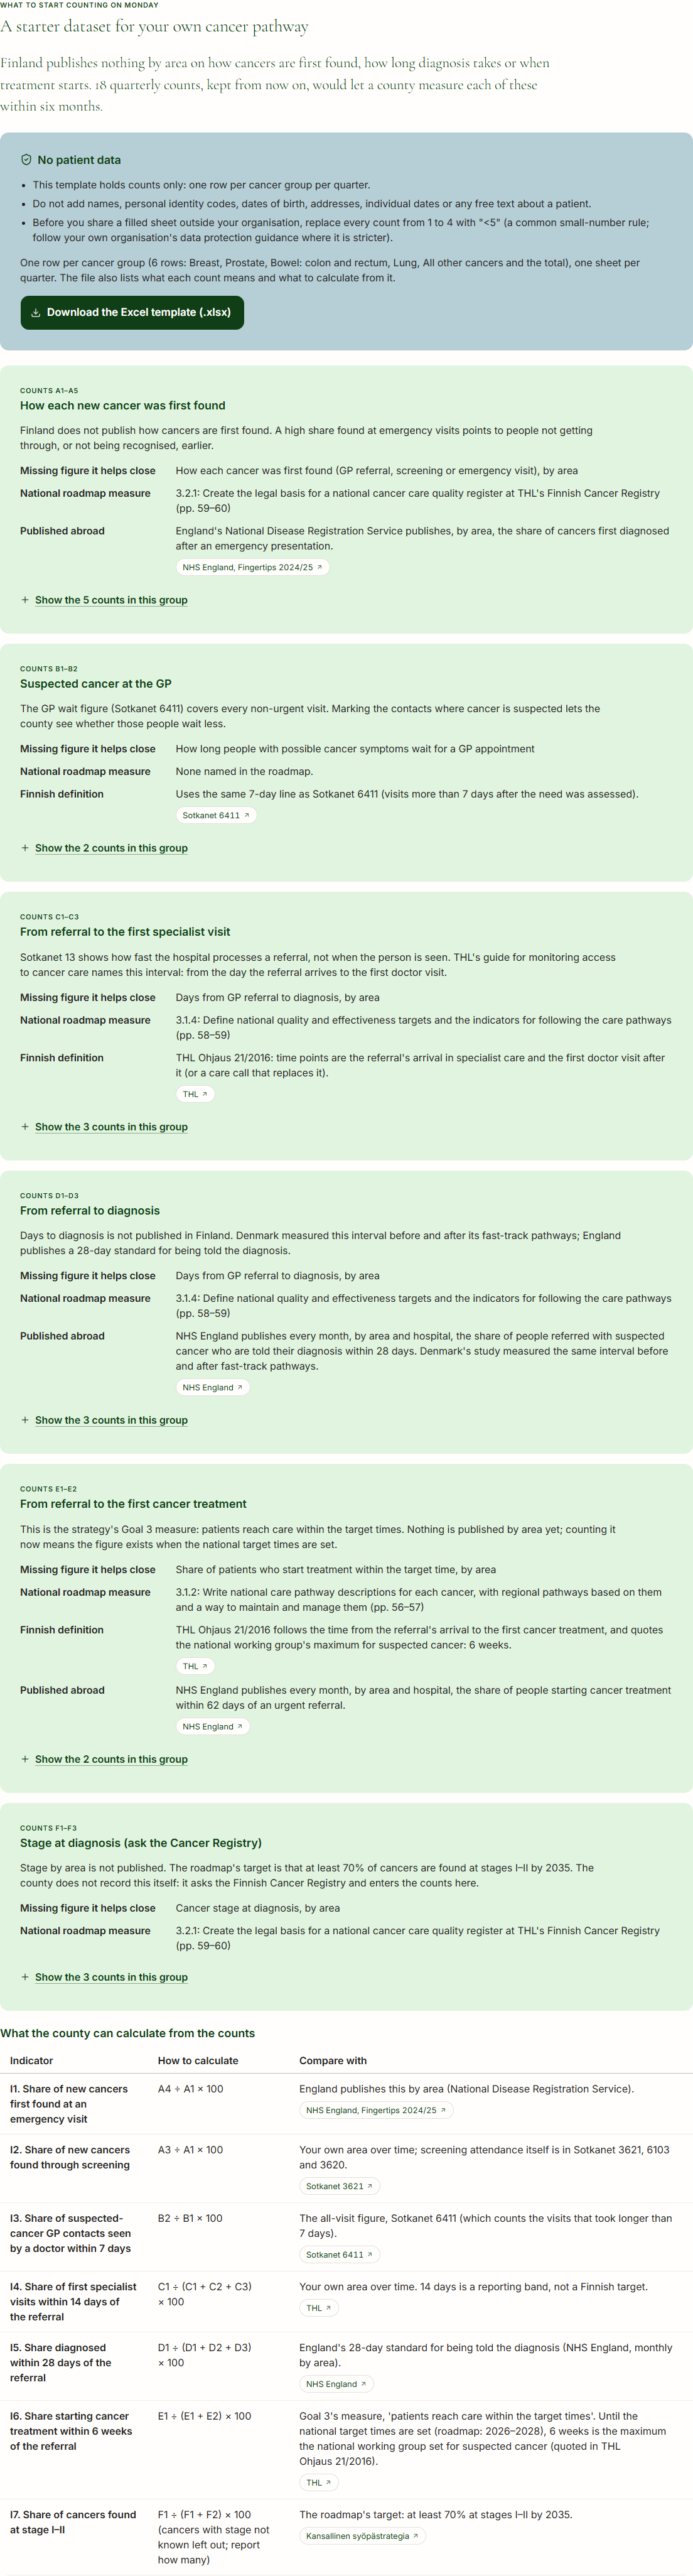 WHAT TO START COUNTING ON MONDAY
A starter dataset for your own cancer pathway
Finland publishes nothing by area on how cancers are first found, how long diagnosis takes or when
treatment starts. 18 quarterly counts, kept from now on, would let a county measure each of these
within six months.
No patient data
• This template holds counts only: one row per cancer group per quarter.
• Do not add names, personal identity codes, dates of birth, addresses, individual dates or any free text about a patient.
• Before you share a filled sheet outside your organisation, replace every count from 1 to 4 with "<5" (a common small-number rule;
follow your own organisation's data protection guidance where it is stricter).
One row per cancer group (6 rows: Breast, Prostate, Bowel: colon and rectum, Lung, All other cancers and the total), one sheet per
quarter. The file also lists what each count means and what to calculate from it.
Download the Excel template (.xlsx)
COUNTS A1–A5
How each new cancer was first found
Finland does not publish how cancers are first found. A high share found at emergency visits points to people not getting
through, or not being recognised, earlier.
Missing figure it helps close How each cancer was first found (GP referral, screening or emergency visit), by area
National roadmap measure 3.2.1: Create the legal basis for a national cancer care quality register at THL's Finnish Cancer Registry
(pp. 59–60)
Published abroad England's National Disease Registration Service publishes, by area, the share of cancers first diagnosed
after an emergency presentation.
NHS England, Fingertips 2024/25 ↗
+ Show the 5 counts in this group
COUNTS B1–B2
Suspected cancer at the GP
The GP wait figure (Sotkanet 6411) covers every non-urgent visit. Marking the contacts where cancer is suspected lets the
county see whether those people wait less.
Missing figure it helps close How long people with possible cancer symptoms wait for a GP appointment
National roadmap measure None named in the roadmap.
Finnish definition Uses the same 7-day line as Sotkanet 6411 (visits more than 7 days after the need was assessed).
Sotkanet 6411 ↗
+ Show the 2 counts in this group
COUNTS C1–C3
From referral to the first specialist visit
Sotkanet 13 shows how fast the hospital processes a referral, not when the person is seen. THL's guide for monitoring access
to cancer care names this interval: from the day the referral arrives to the first doctor visit.
Missing figure it helps close Days from GP referral to diagnosis, by area
National roadmap measure 3.1.4: Define national quality and effectiveness targets and the indicators for following the care pathways
(pp. 58–59)
Finnish definition THL Ohjaus 21/2016: time points are the referral's arrival in specialist care and the first doctor visit after
it (or a care call that replaces it).
THL ↗
+ Show the 3 counts in this group
COUNTS D1–D3
From referral to diagnosis
Days to diagnosis is not published in Finland. Denmark measured this interval before and after its fast-track pathways; England
publishes a 28-day standard for being told the diagnosis.
Missing figure it helps close Days from GP referral to diagnosis, by area
National roadmap measure 3.1.4: Define national quality and effectiveness targets and the indicators for following the care pathways
(pp. 58–59)
Published abroad NHS England publishes every month, by area and hospital, the share of people referred with suspected
cancer who are told their diagnosis within 28 days. Denmark's study measured the same interval before
and after fast-track pathways.
NHS England ↗
+ Show the 3 counts in this group
COUNTS E1–E2
From referral to the first cancer treatment
This is the strategy's Goal 3 measure: patients reach care within the target times. Nothing is published by area yet; counting it
now means the figure exists when the national target times are set.
Missing figure it helps close Share of patients who start treatment within the target time, by area
National roadmap measure 3.1.2: Write national care pathway descriptions for each cancer, with regional pathways based on them
and a way to maintain and manage them (pp. 56–57)
Finnish definition THL Ohjaus 21/2016 follows the time from the referral's arrival to the first cancer treatment, and quotes
the national working group's maximum for suspected cancer: 6 weeks.
THL ↗
Published abroad NHS England publishes every month, by area and hospital, the share of people starting cancer treatment
within 62 days of an urgent referral.
NHS England ↗
+ Show the 2 counts in this group
COUNTS F1–F3
Stage at diagnosis (ask the Cancer Registry)
Stage by area is not published. The roadmap's target is that at least 70% of cancers are found at stages I–II by 2035. The
county does not record this itself: it asks the Finnish Cancer Registry and enters the counts here.
Missing figure it helps close Cancer stage at diagnosis, by area
National roadmap measure 3.2.1: Create the legal basis for a national cancer care quality register at THL's Finnish Cancer Registry
(pp. 59–60)
+ Show the 3 counts in this group
What the county can calculate from the counts
Indicator How to calculate Compare with
I1. Share of new cancers first found at an emergency visit A4 ÷ A1 × 100 England publishes this by area (National Disease Registration Service).
NHS England, Fingertips 2024/25 ↗
I2. Share of new cancers found through screening A3 ÷ A1 × 100 Your own area over time; screening attendance itself is in Sotkanet 3621, 6103 and 3620.
Sotkanet 3621 ↗
I3. Share of suspected-cancer GP contacts seen by a doctor within 7 days B2 ÷ B1 × 100 The all-visit figure, Sotkanet 6411 (which counts the visits that took longer than 7 days).
Sotkanet 6411 ↗
I4. Share of first specialist visits within 14 days of the referral C1 ÷ (C1 + C2 + C3) × 100 Your own area over time. 14 days is a reporting band, not a Finnish target.
THL ↗
I5. Share diagnosed within 28 days of the referral D1 ÷ (D1 + D2 + D3) × 100 England's 28-day standard for being told the diagnosis (NHS England, monthly by area).
NHS England ↗
I6. Share starting cancer treatment within 6 weeks of the referral E1 ÷ (E1 + E2) × 100 Goal 3's measure, 'patients reach care within the target times'. Until the national target times are set (roadmap: 2026–2028), 6 weeks is the maximum the national working group set for suspected cancer (quoted in THL Ohjaus 21/2016).
THL ↗
I7. Share of cancers found at stage I–II F1 ÷ (F1 + F2) × 100 (cancers with stage not known left out; report how many) The roadmap's target: at least 70% at stages I–II by 2035.
Kansallinen syöpästrategia ↗